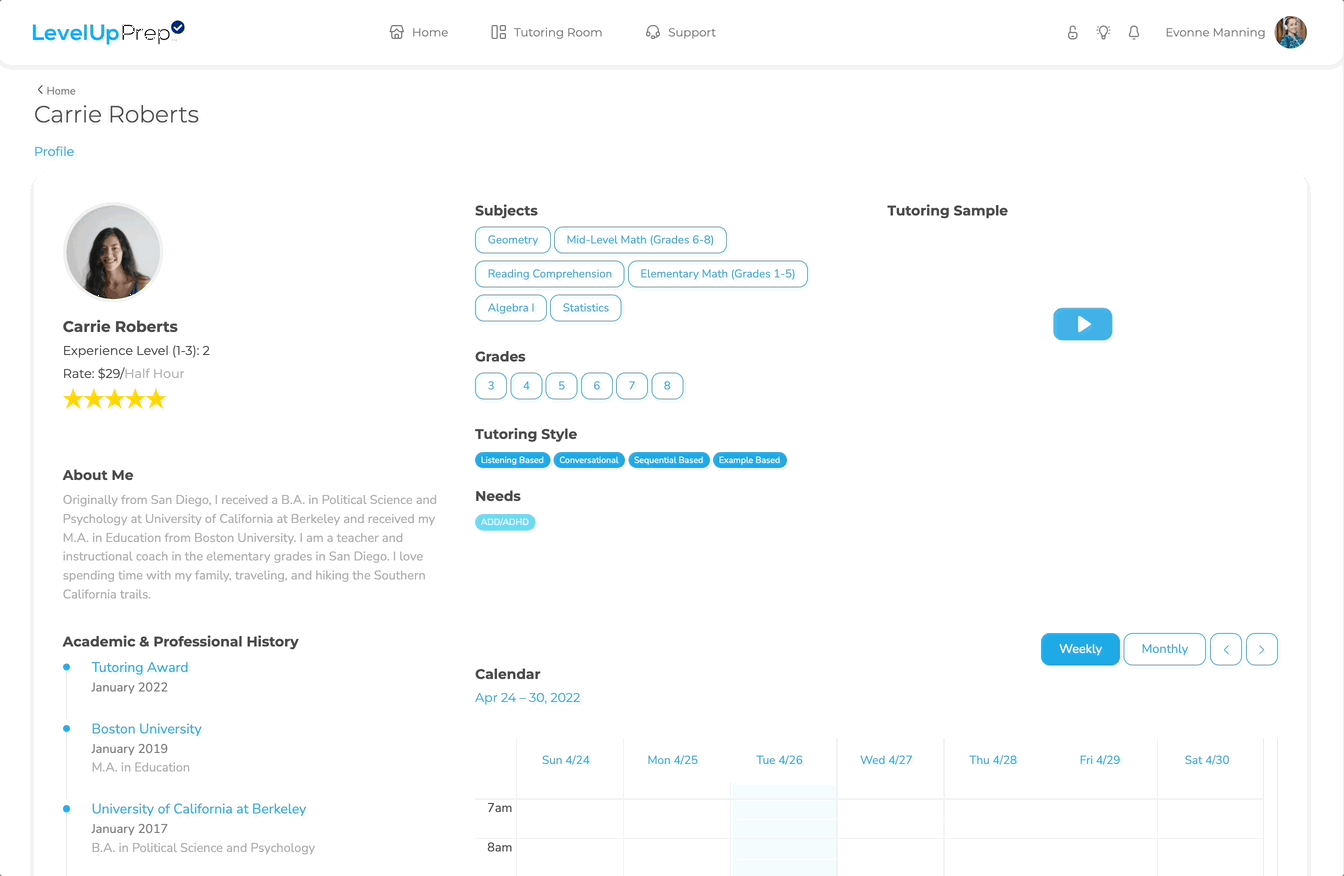 LevelUpPrep
Home
Tutoring Room
Support
Evonne Manning
Home
Carrie Roberts
Profile
Carrie Roberts
Experience Level (1-3): 2
Rate: $29/Half Hour
About Me
Originally from San Diego, I received a B.A. in Political Science and
Psychology at University of California at Berkeley and received my
M.A. in Education from Boston University. I am a teacher and
instructional coach in the elementary grades in San Diego. I love
spending time with my family, traveling, and hiking the Southern
California trails.
Academic & Professional History
Tutoring Award
January 2022
Boston University
January 2019
M.A. in Education
University of California at Berkeley
January 2017
B.A. in Political Science and Psychology
Subjects
Geometry Mid-Level Math (Grades 6-8)
Reading Comprehension Elementary Math (Grades 1-5)
Algebra I Statistics
Grades
3 4 5 6 7 8
Tutoring Style
Listening Based Conversational Sequential Based Example Based
Needs
ADD/ADHD
Tutoring Sample
Weekly Monthly
Calendar
Apr 24 – 30, 2022
Sun 4/24 Mon 4/25 Tue 4/26 Wed 4/27 Thu 4/28 Fri 4/29 Sat 4/30
7am
8am